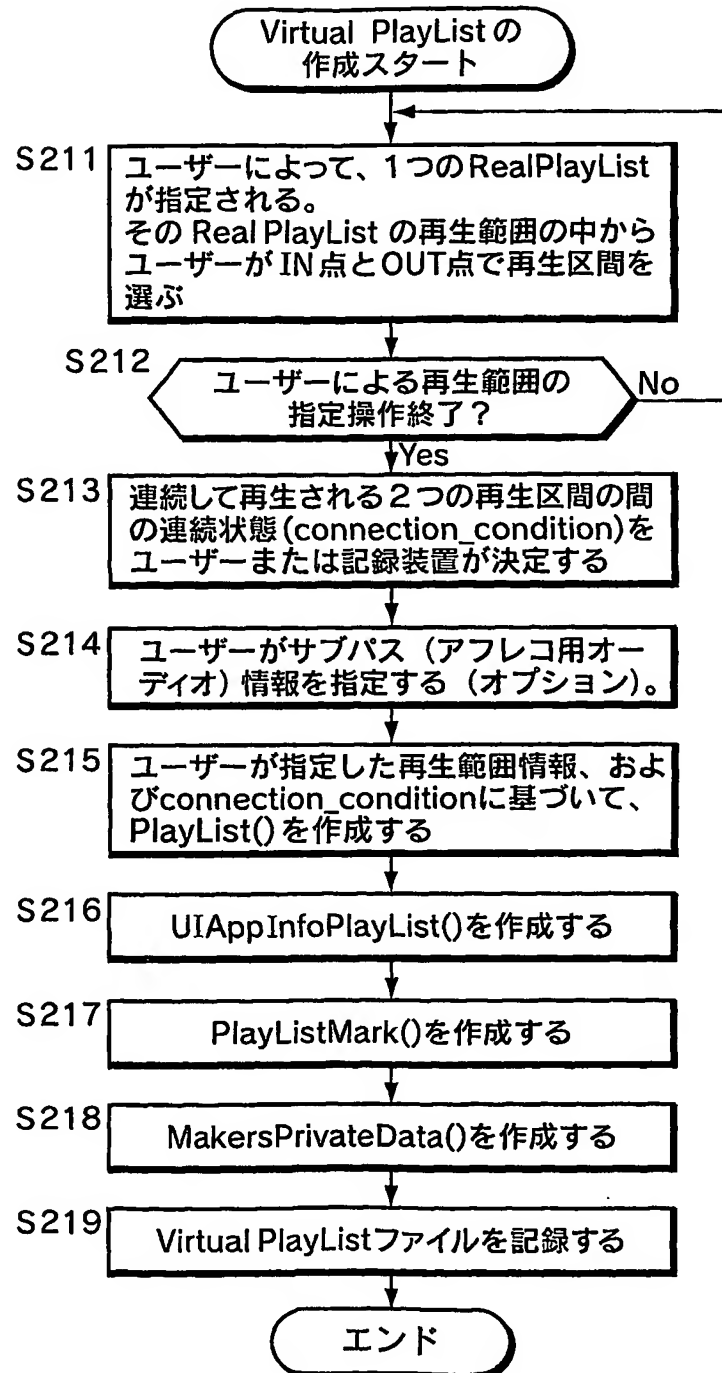 Virtual PlayListの
作成スタート
S211
ユーザーによって、1つのRealPlayList
が指定される。
その Real PlayList の再生範囲の中から
ユーザーが IN点とOUT点で再生区間を
選ぶ
S212
ユーザーによる再生範囲の
指定操作終了？
No
Yes
S213
連続して再生される2つの再生区間の間
の連続状態(connection_condition)を
ユーザーまたは記録装置が決定する
S214
ユーザーがサブパス（アフレコ用オー
ディオ）情報を指定する（オプション）。
S215
ユーザーが指定した再生範囲情報、およ
びconnection_conditionに基づいて、
PlayList()を作成する
S216
UIAppInfoPlayList()を作成する
S217
PlayListMark()を作成する
S218
MakersPrivateData()を作成する
S219
Virtual PlayListファイルを記録する
エンド